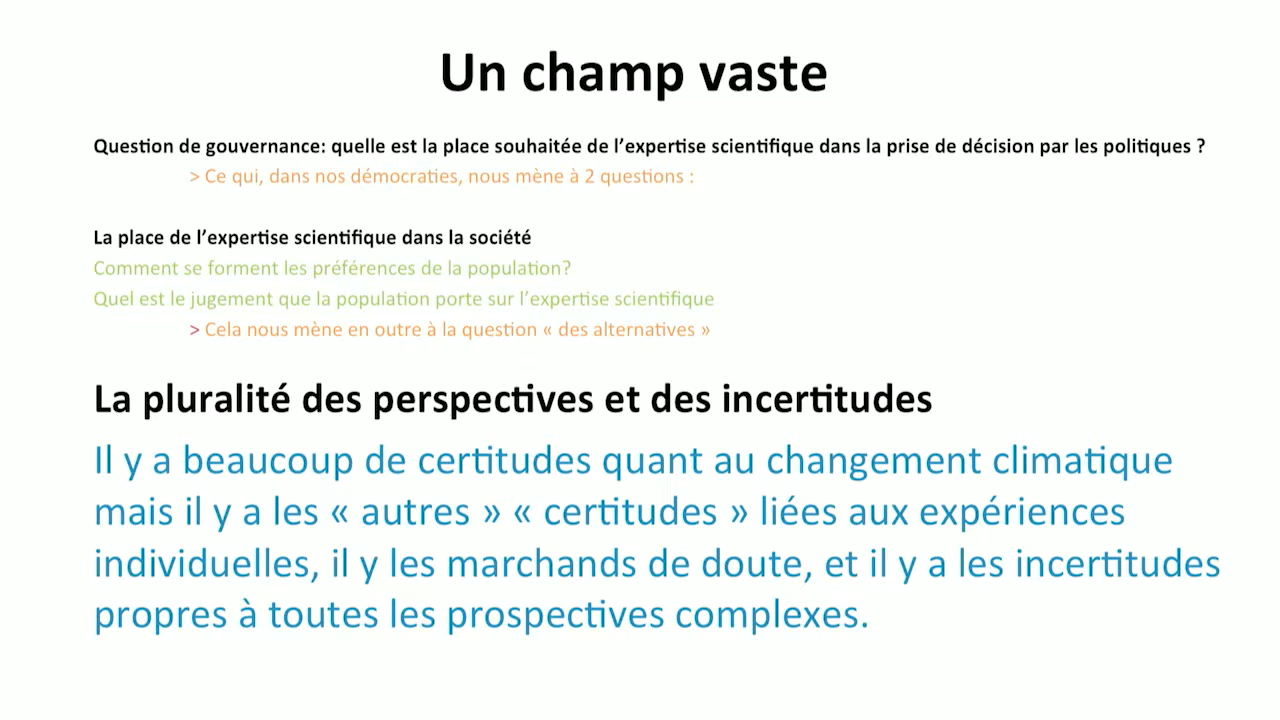 Un champ vaste
Question de gouvernance: quelle est la place souhaitée de l’expertise scientifique dans la prise de décision par les politiques ?
> Ce qui, dans nos démocraties, nous mène à 2 questions :
La place de l’expertise scientifique dans la société
Comment se forment les préférences de la population?
Quel est le jugement que la population porte sur l’expertise scientifique
> Cela nous mène en outre à la question « des alternatives »
La pluralité des perspectives et des incertitudes
Il y a beaucoup de certitudes quant au changement climatique
mais il y a les « autres » « certitudes » liées aux expériences
individuelles, il y les marchands de doute, et il y a les incertitudes
propres à toutes les prospectives complexes.